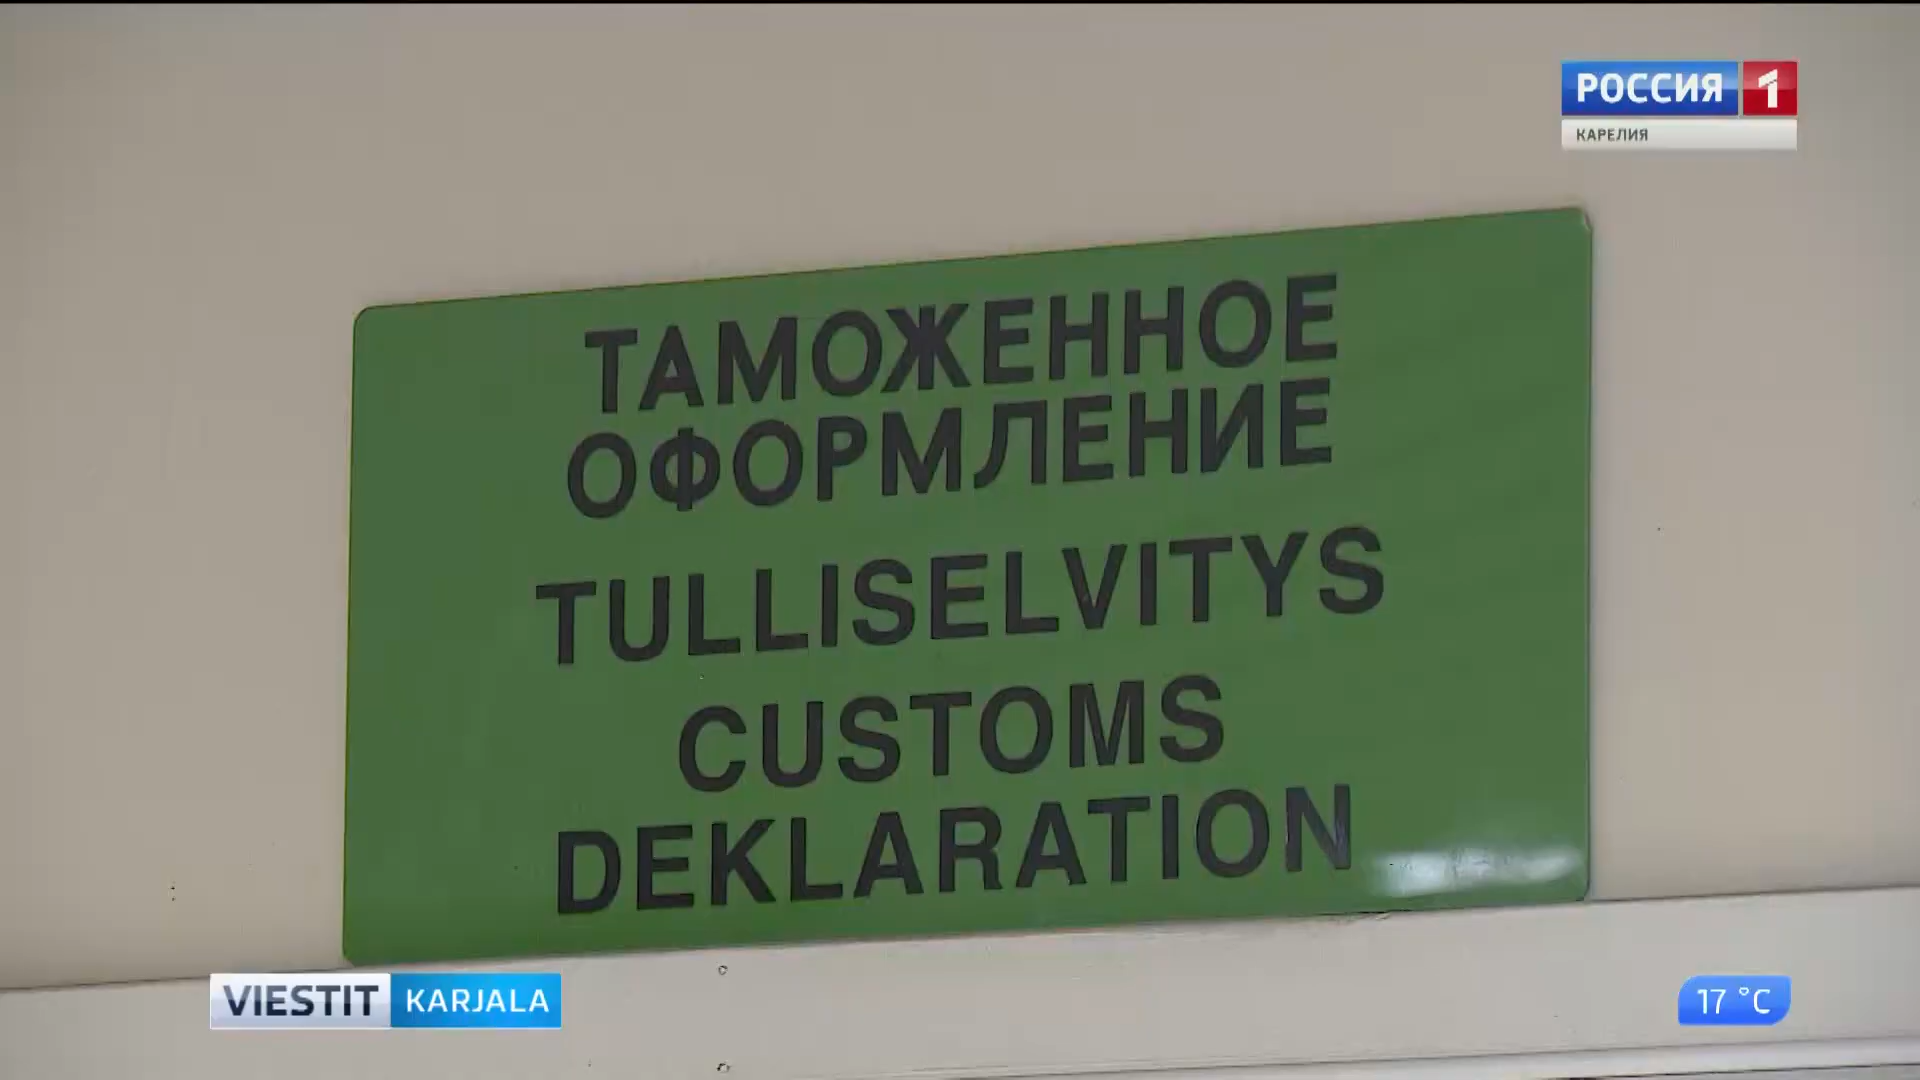 РОССИЯ 1
КАРЕЛИЯ
ТАМОЖЕННОЕ
ОФОРМЛЕНИЕ
TULLISELVITYS
CUSTOMS
DEKLARATION
VIESTIT KARJALA
17 °C